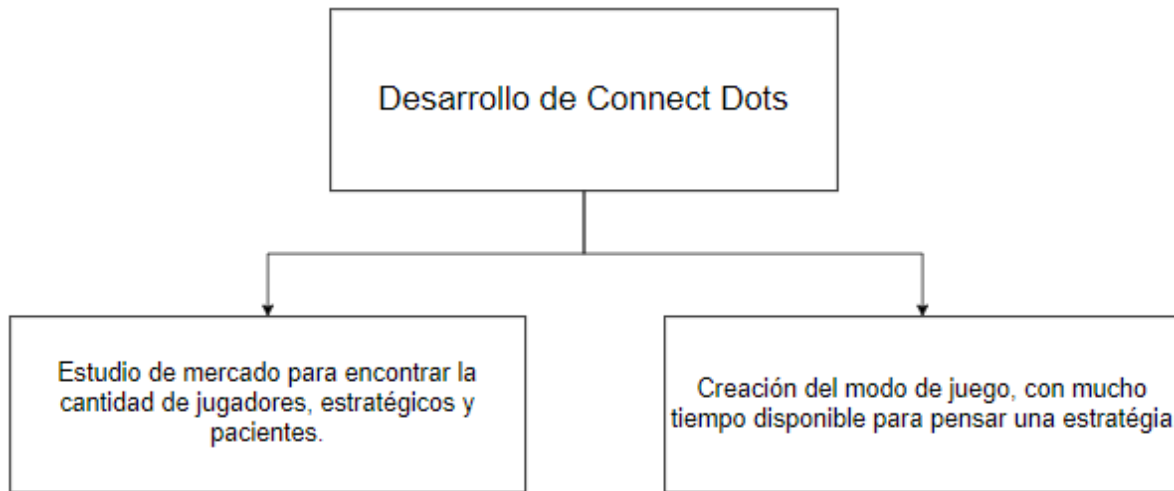 Desarrollo de Connect Dots
Estudio de mercado para encontrar la
cantidad de jugadores, estratégicos y
pacientes.
Creación del modo de juego, con mucho
tiempo disponible para pensar una estratégia